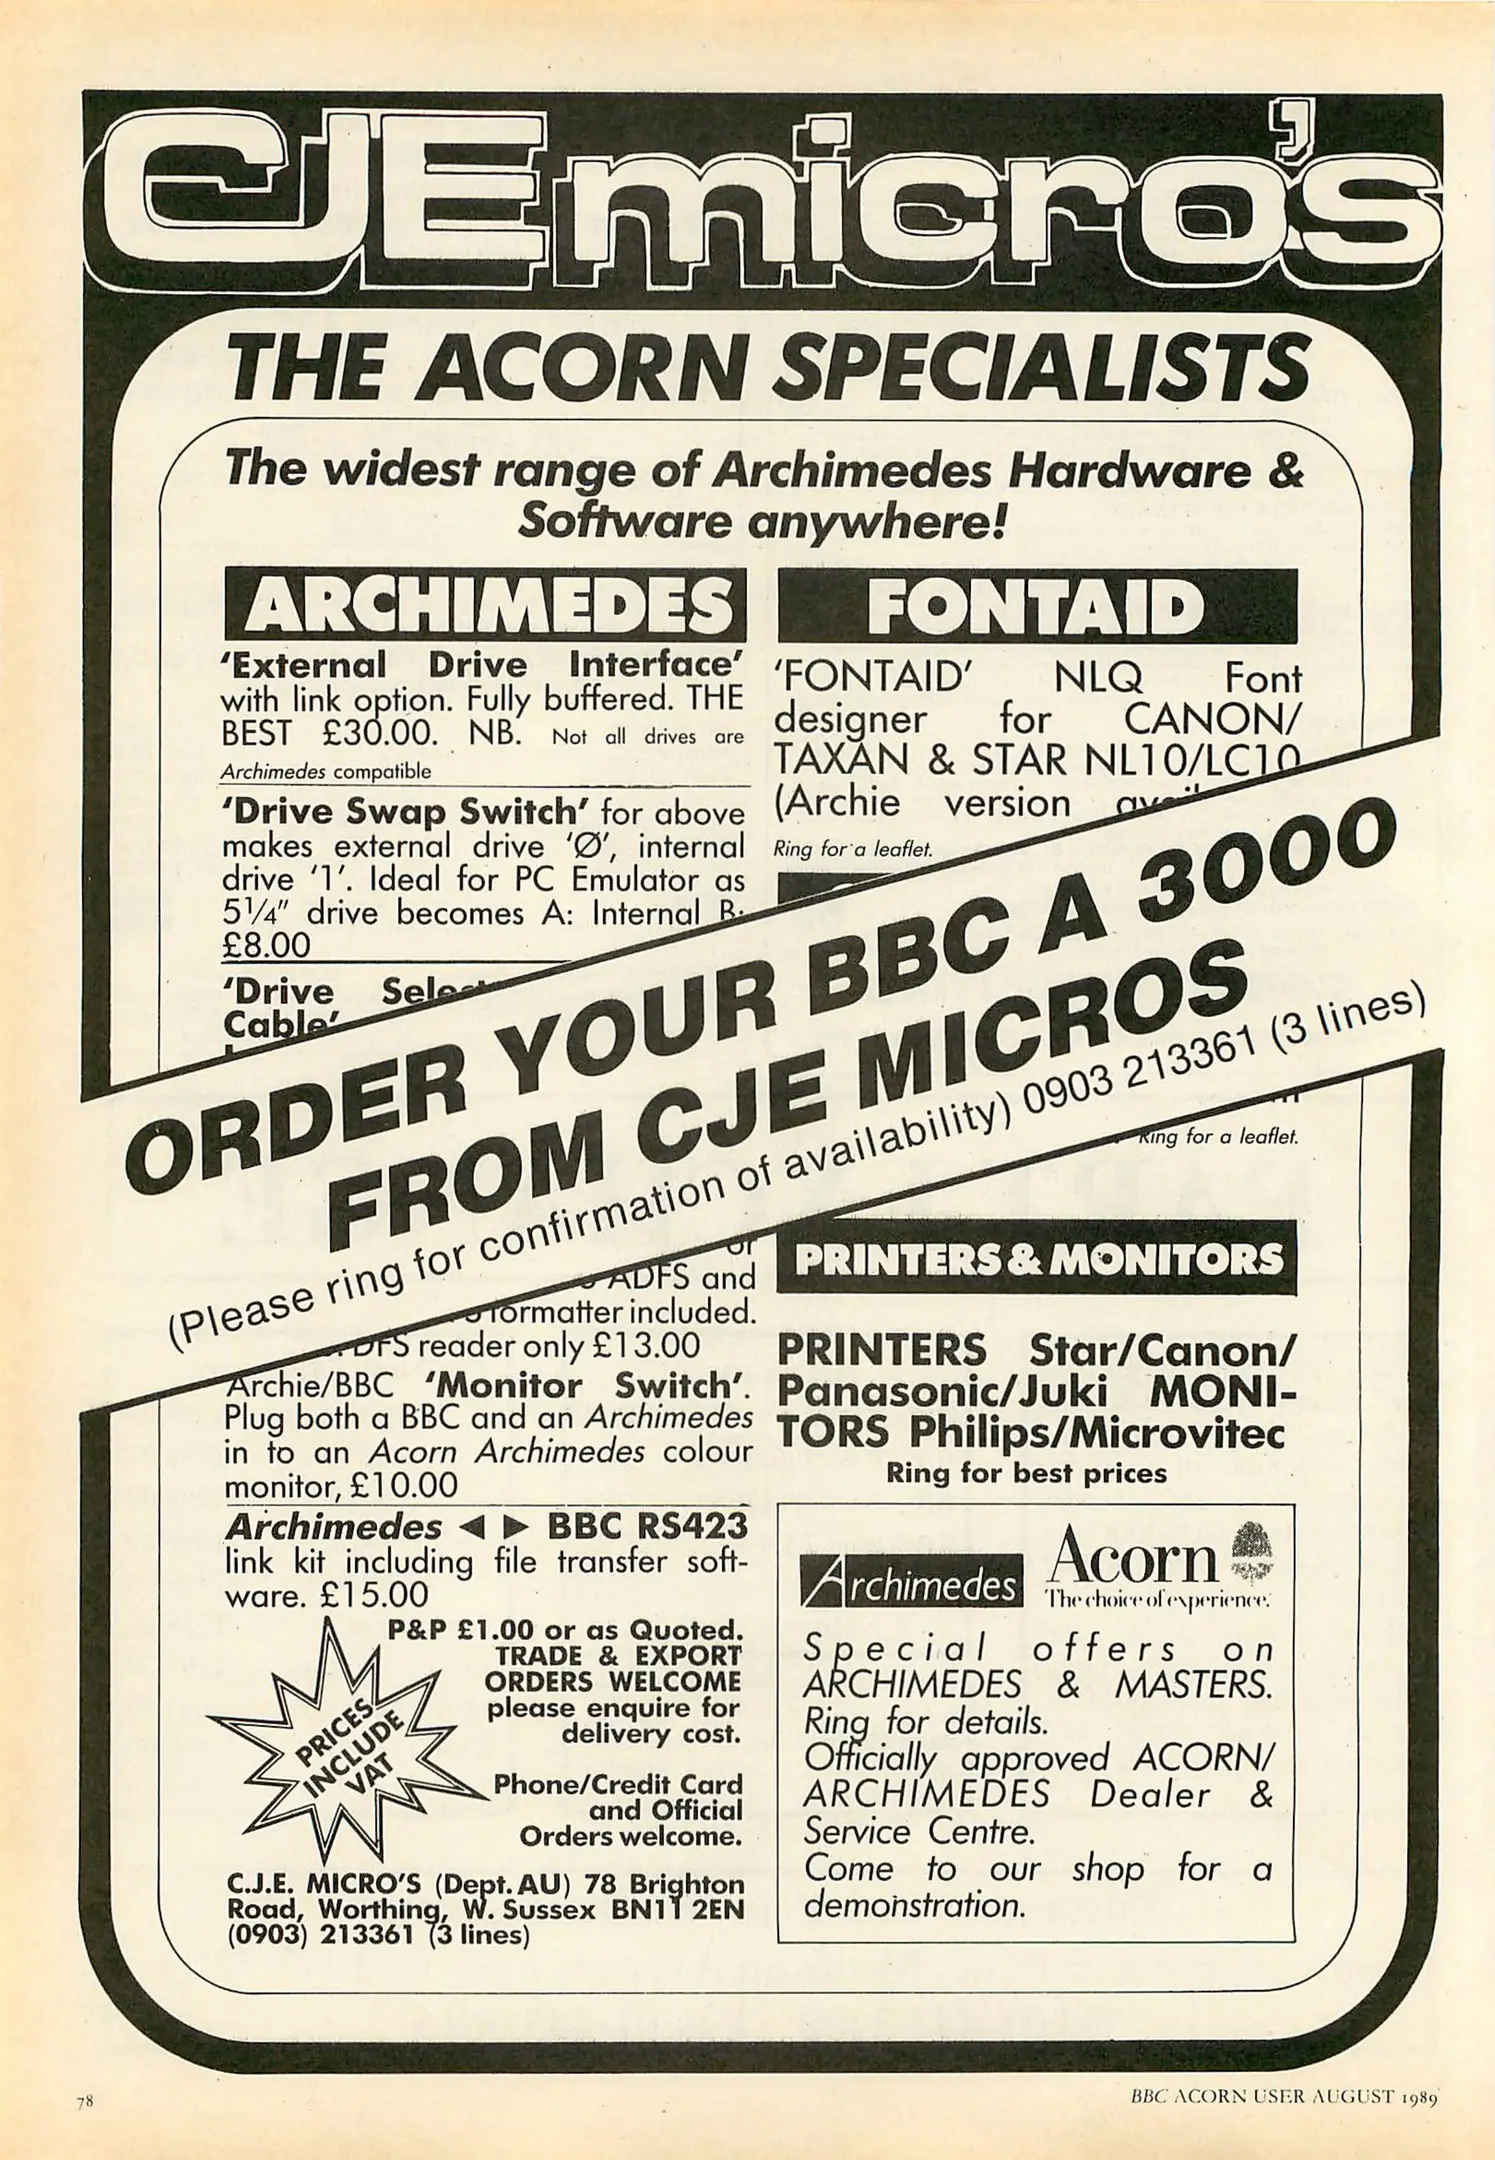 CJEmicro's
THE ACORN SPECIALISTS
The widest range of Archimedes Hardware &
Software anywhere!
ARCHIMEDES
'External Drive Interface'
with link option. Fully buffered. THE
BEST £30.00. NB. Not all drives are
Archimedes compatible
'Drive Swap Switch' for above
makes external drive 'Ø', internal
drive '1'. Ideal for PC Emulator as
5¼" drive becomes A: Internal B:
£8.00
'Drive
Cable'
FONTAID
'FONTAID' NLQ Font
designer for CANON/
TAXAN & STAR NL10/LC10
(Archie version
Ring for a leaflet.
ORDER YOUR BBC A 3000
FROM CJE MICROS
(Please ring for confirmation of availability) 0903 213361 (3 lines)
Ring for a leaflet.
or
ADFS and
formatter included.
DFS reader only £13.00
Archie/BBC 'Monitor Switch'.
Plug both a BBC and an Archimedes
in to an Acorn Archimedes colour
monitor, £10.00
Archimedes ◄ ► BBC RS423
link kit including file transfer soft-
ware. £15.00
P&P £1.00 or as Quoted.
TRADE & EXPORT
ORDERS WELCOME
please enquire for
delivery cost.
PRICES
INCLUDE
VAT
Phone/Credit Card
and Official
Orders welcome.
C.J.E. MICRO'S (Dept. AU) 78 Brighton
Road, Worthing, W. Sussex BN11 2EN
(0903) 213361 (3 lines)
PRINTERS & MONITORS
PRINTERS Star/Canon/
Panasonic/Juki MONI-
TORS Philips/Microvitec
Ring for best prices
Archimedes
Acorn
The choice of experience.
Special offers on
ARCHIMEDES & MASTERS.
Ring for details.
Officially approved ACORN/
ARCHIMEDES Dealer &
Service Centre.
Come to our shop for a
demonstration.
78
BBC ACORN USER AUGUST 1989